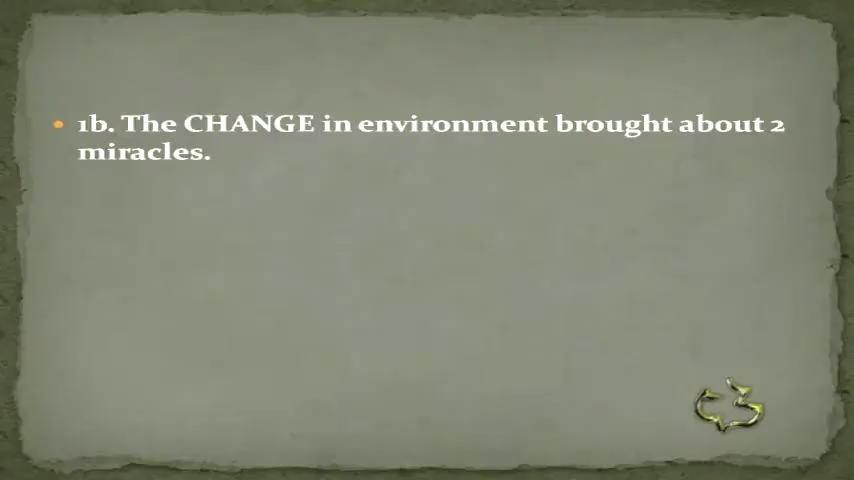 • 1b. The CHANGE in environment brought about 2
miracles.